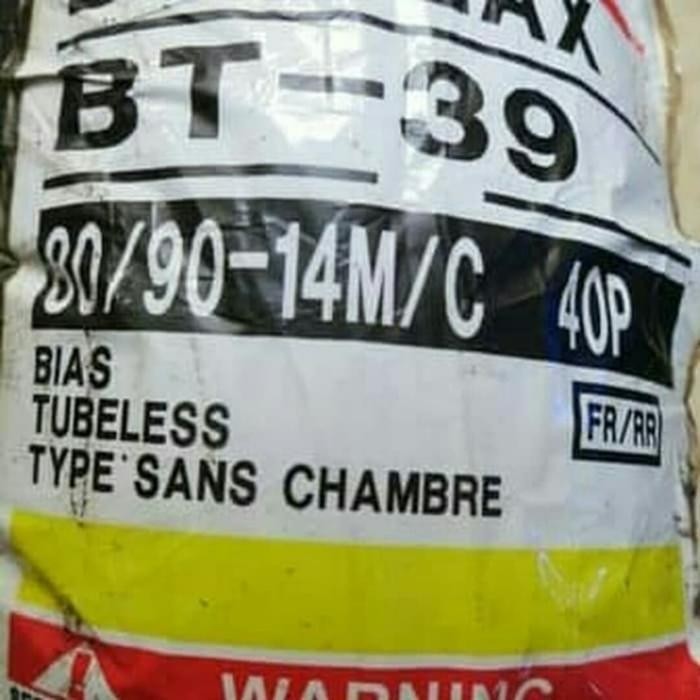 BT-39
80/90-14M/C 40P
BIAS
FR/RR
TUBELESS
TYPE SANS CHAMBRE
WARNING